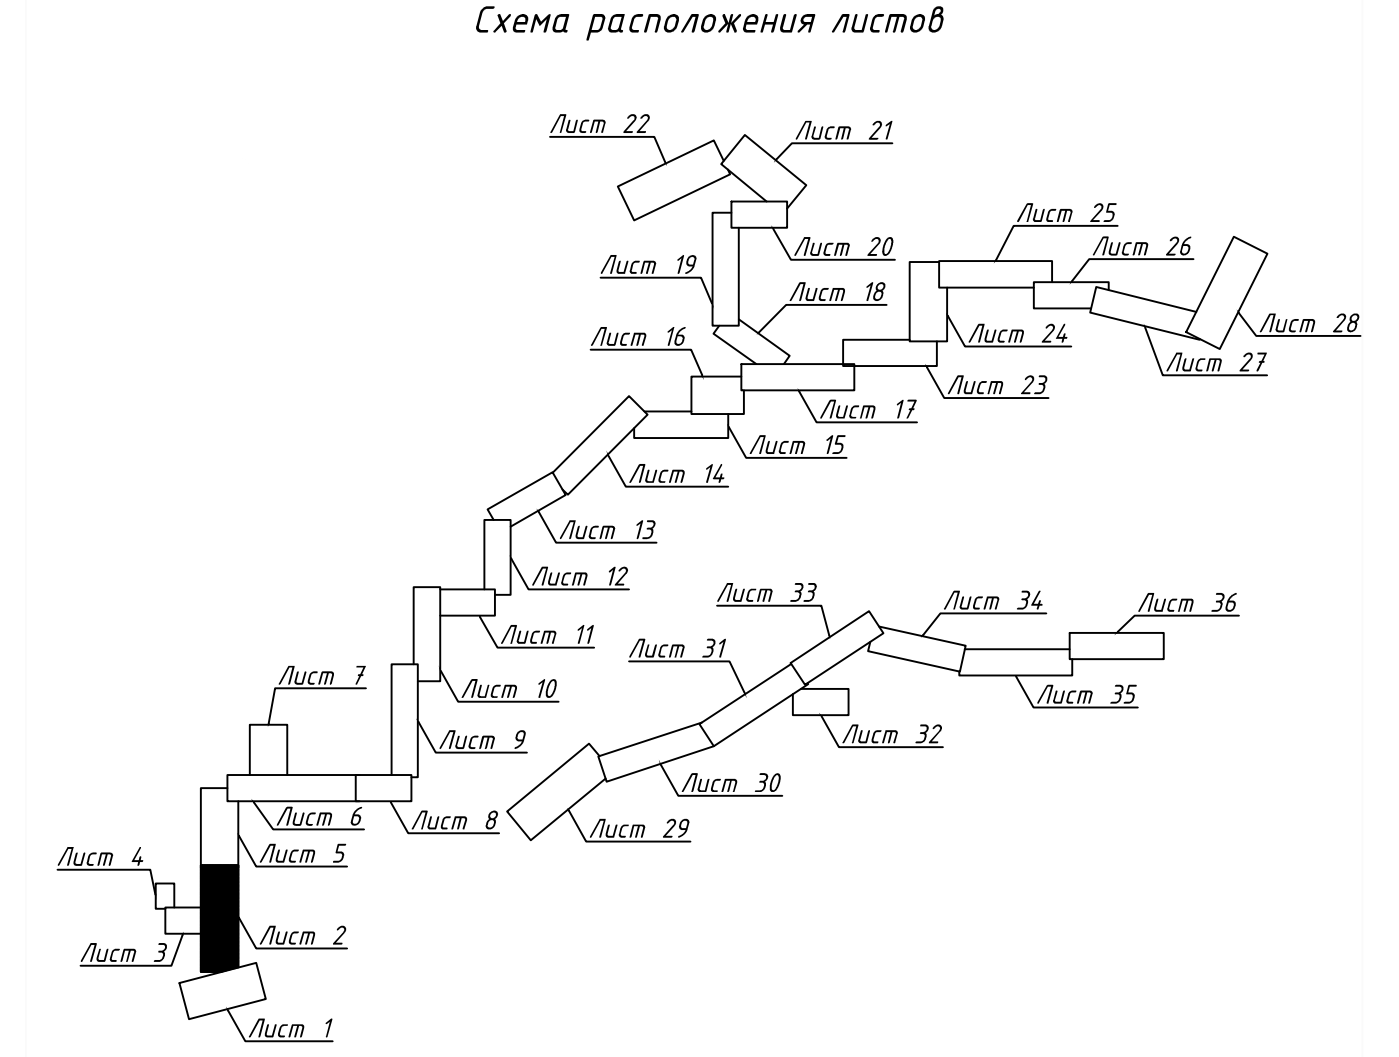 Схема расположения листов
Лист 22
Лист 21
Лист 25
Лист 26
Лист 20
Лист 19
Лист 18
Лист 28
Лист 16
Лист 24
Лист 27
Лист 23
Лист 17
Лист 15
Лист 14
Лист 13
Лист 12
Лист 33
Лист 34
Лист 36
Лист 11
Лист 31
Лист 7
Лист 10
Лист 35
Лист 9
Лист 32
Лист 30
Лист 6
Лист 8
Лист 29
Лист 4
Лист 5
Лист 2
Лист 3
Лист 1